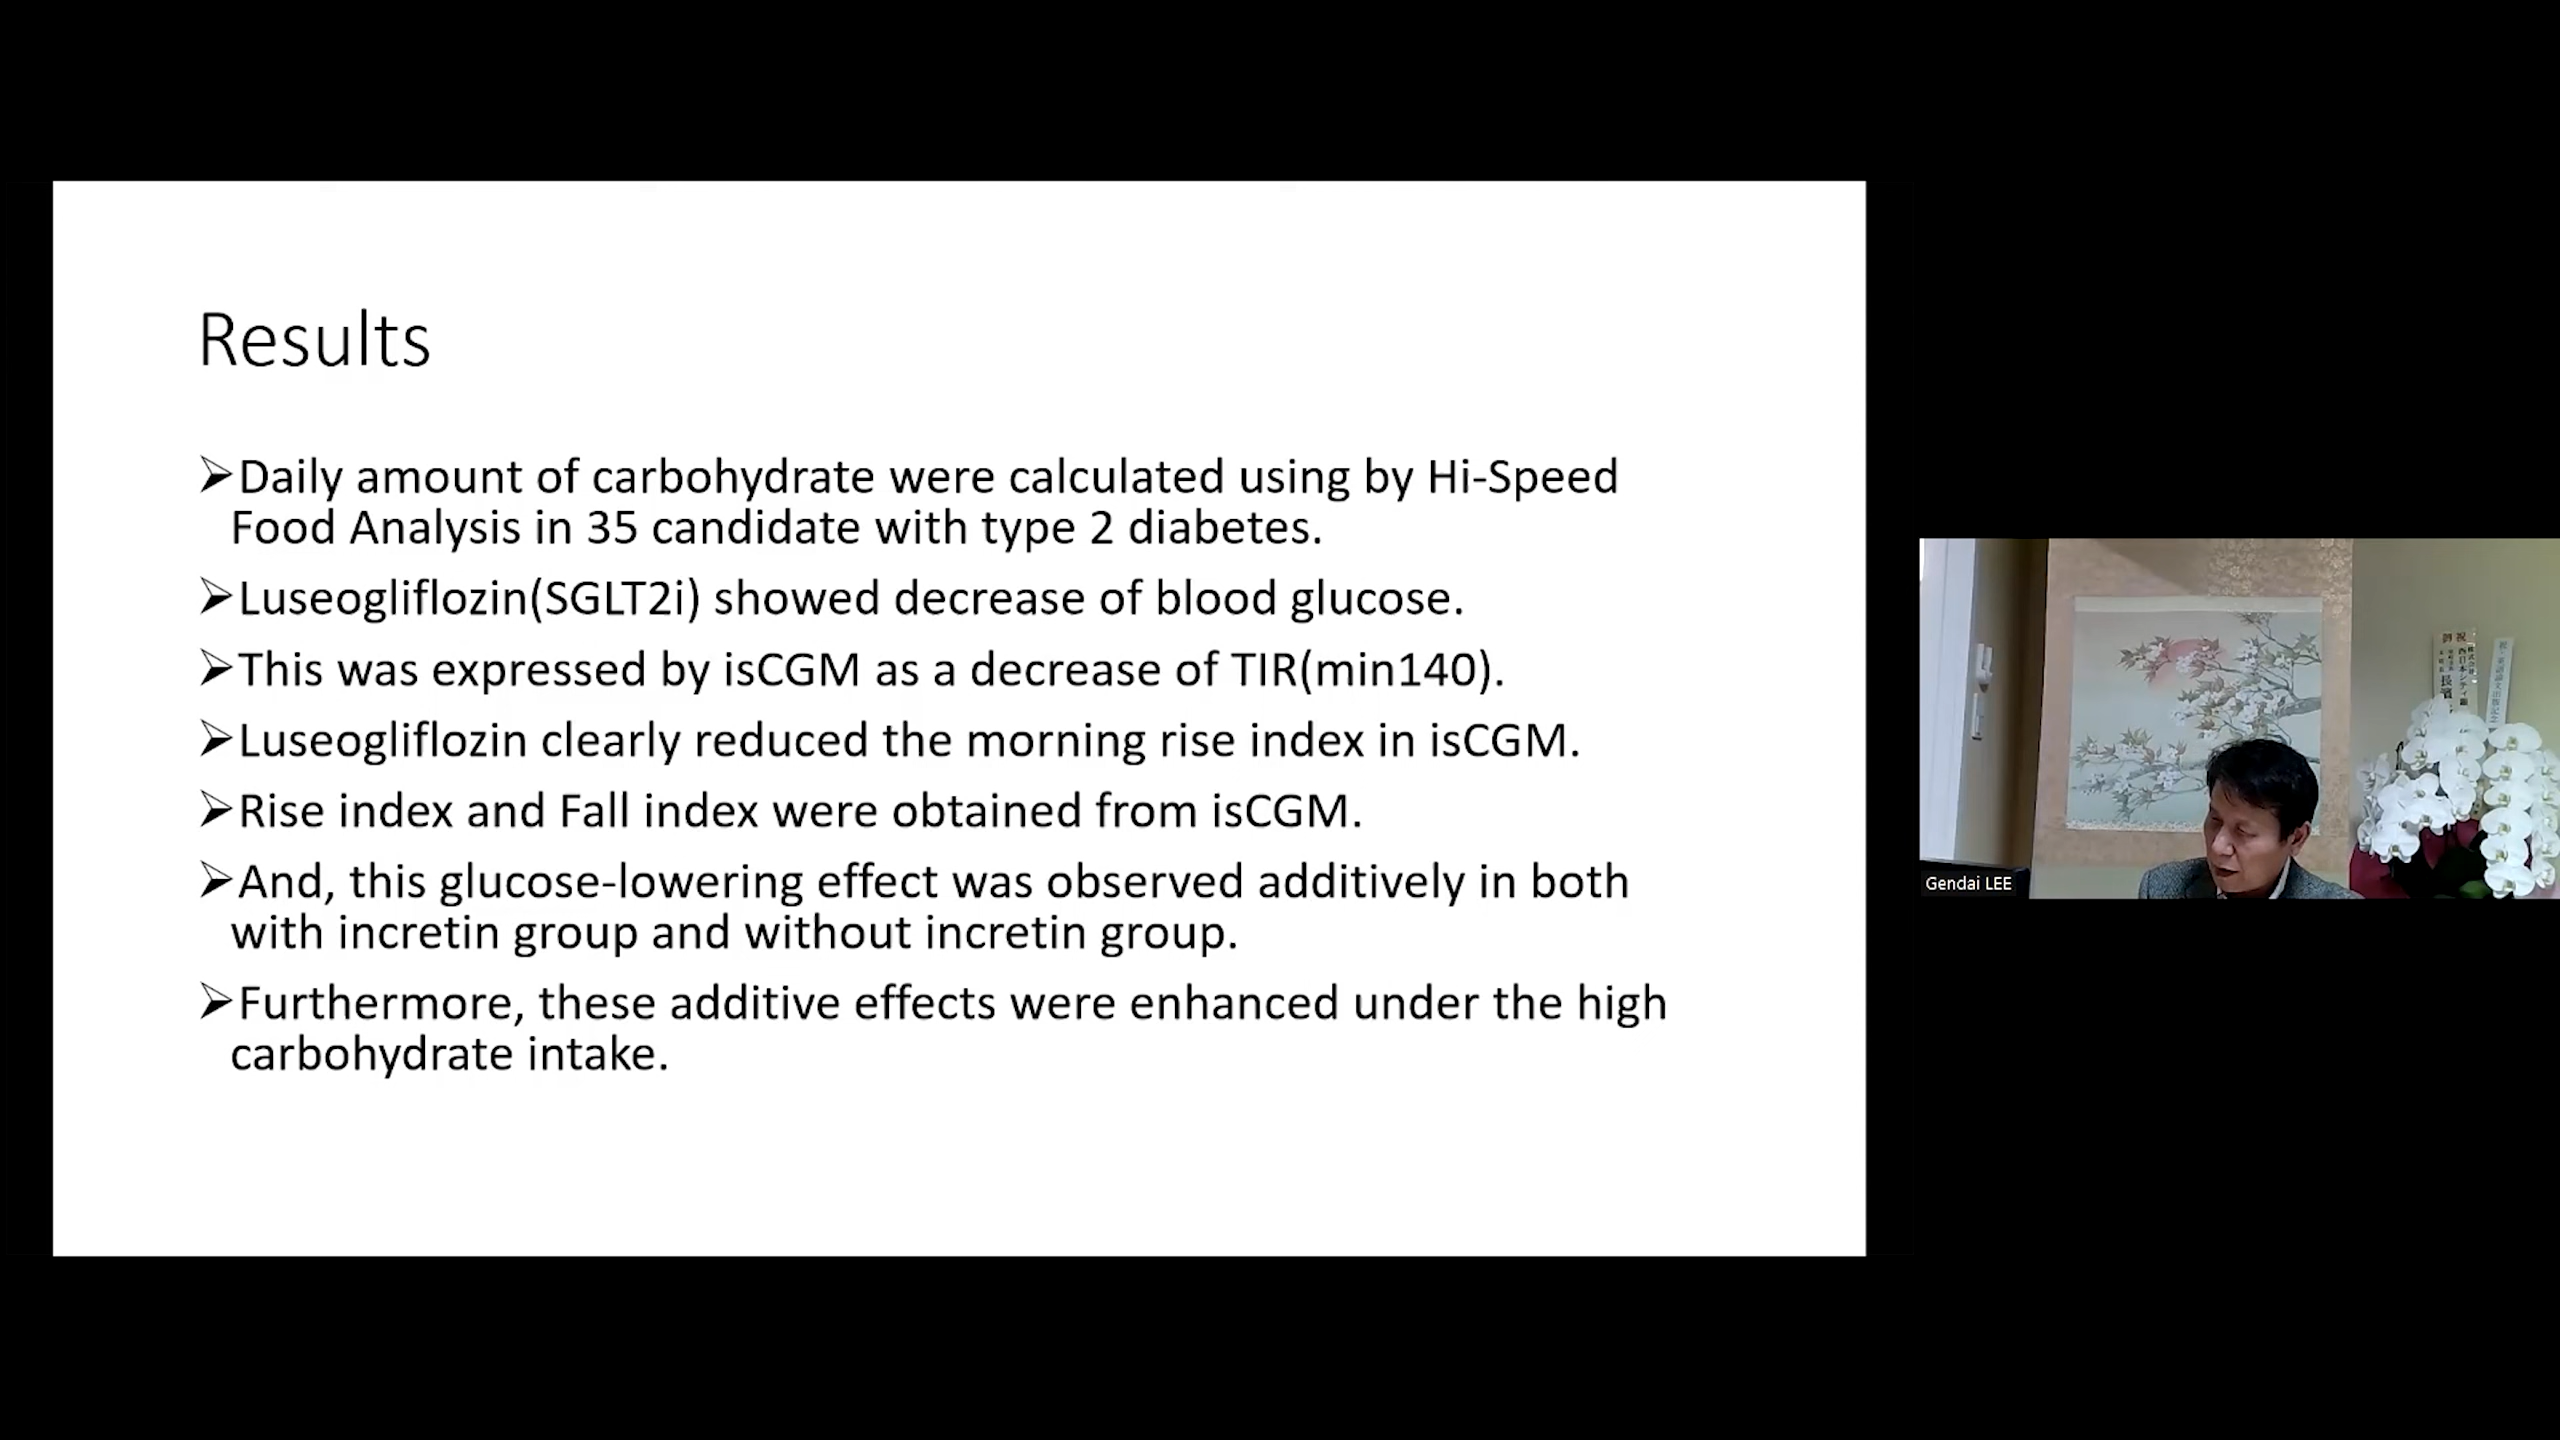 Results
➢Daily amount of carbohydrate were calculated using by Hi-Speed
Food Analysis in 35 candidate with type 2 diabetes.
➢Luseogliflozin(SGLT2i) showed decrease of blood glucose.
➢This was expressed by isCGM as a decrease of TIR(min140).
➢Luseogliflozin clearly reduced the morning rise index in isCGM.
➢Rise index and Fall index were obtained from isCGM.
➢And, this glucose-lowering effect was observed additively in both
with incretin group and without incretin group.
➢Furthermore, these additive effects were enhanced under the high
carbohydrate intake.
Gendai LEE